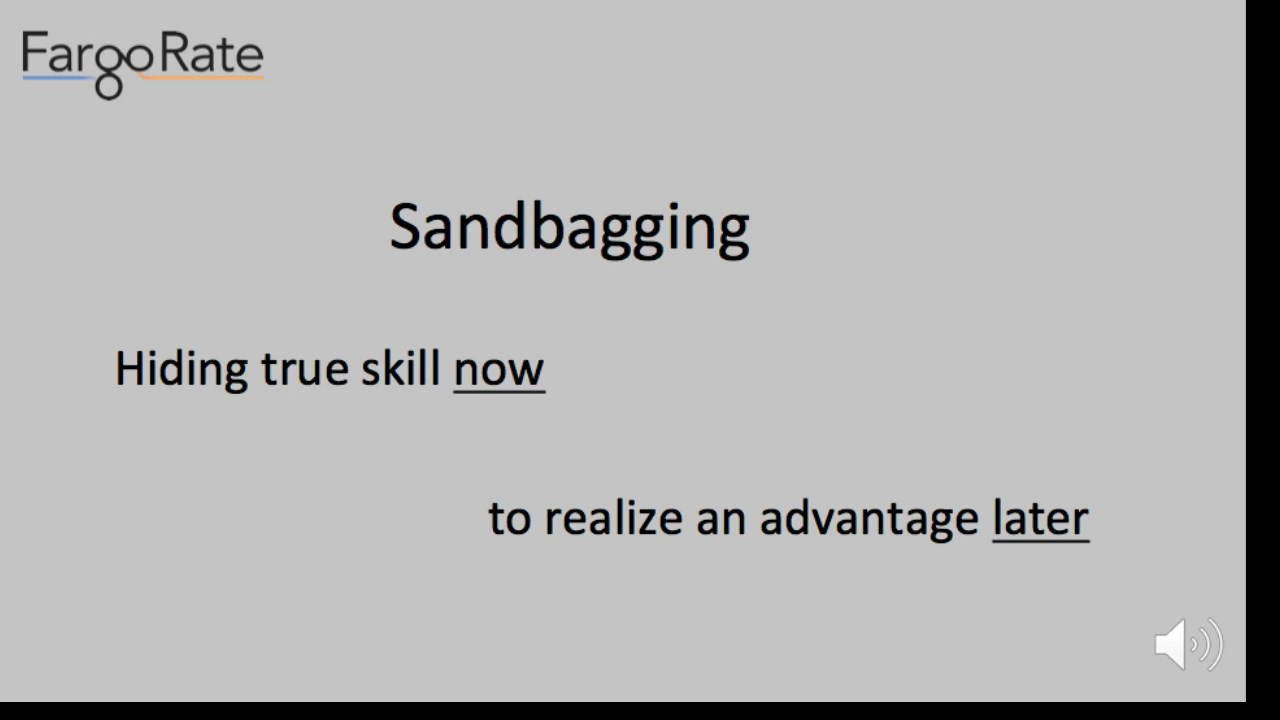 FargoRate
Sandbagging
Hiding true skill now
to realize an advantage later